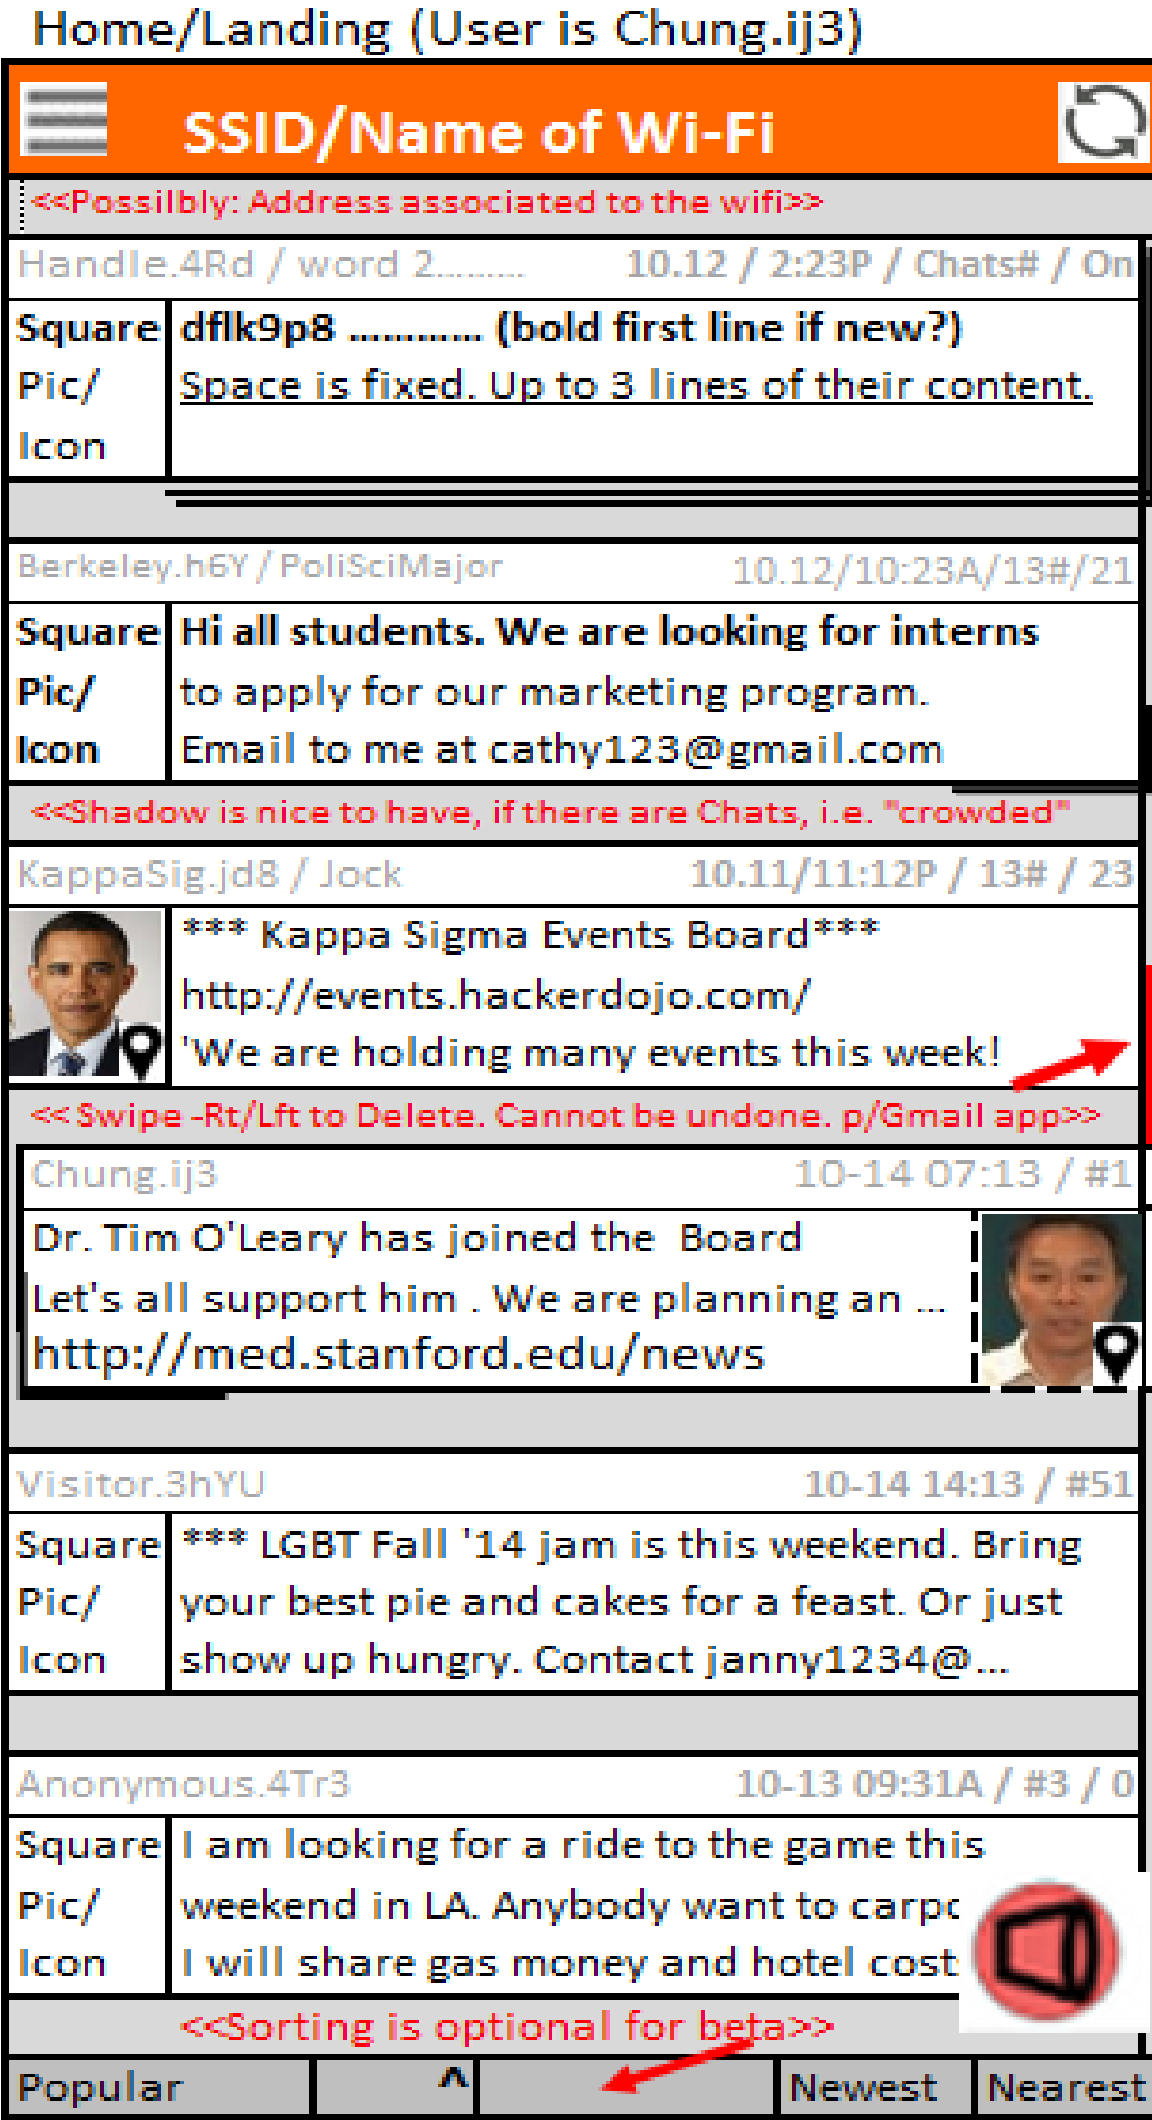 Home/Landing (User is Chung.ij3)
SSID/Name of Wi-Fi
<<Possilbly: Address associated to the wifi>>
Handle.4Rd / word 2......... 10.12 / 2:23P / Chats# / On
Square dflk9p8 ............ (bold first line if new?)
Pic/ Space is fixed. Up to 3 lines of their content.
Icon
Berkeley.h6Y / PoliSciMajor 10.12/10:23A/13#/21
Square Hi all students. We are looking for interns
Pic/ to apply for our marketing program.
Icon Email to me at cathy123@gmail.com
<<Shadow is nice to have, if there are Chats, i.e. "crowded"
KappaSig.jd8 / Jock 10.11/11:12P / 13# / 23
*** Kappa Sigma Events Board***
http://events.hackerdojo.com/
'We are holding many events this week!
<< Swipe -Rt/Lft to Delete. Cannot be undone. p/Gmail app>>
Chung.ij3 10-14 07:13 / #1
Dr. Tim O'Leary has joined the  Board
Let's all support him . We are planning an ...
http://med.stanford.edu/news
Visitor.3hYU 10-14 14:13 / #51
Square *** LGBT Fall '14 jam is this weekend. Bring
Pic/ your best pie and cakes for a feast. Or just
Icon show up hungry. Contact janny1234@...
Anonymous.4Tr3 10-13 09:31A / #3 / 0
Square I am looking for a ride to the game this
Pic/ weekend in LA. Anybody want to carpo
Icon I will share gas money and hotel cost
<<Sorting is optional for beta>>
Popular ^ Newest Nearest